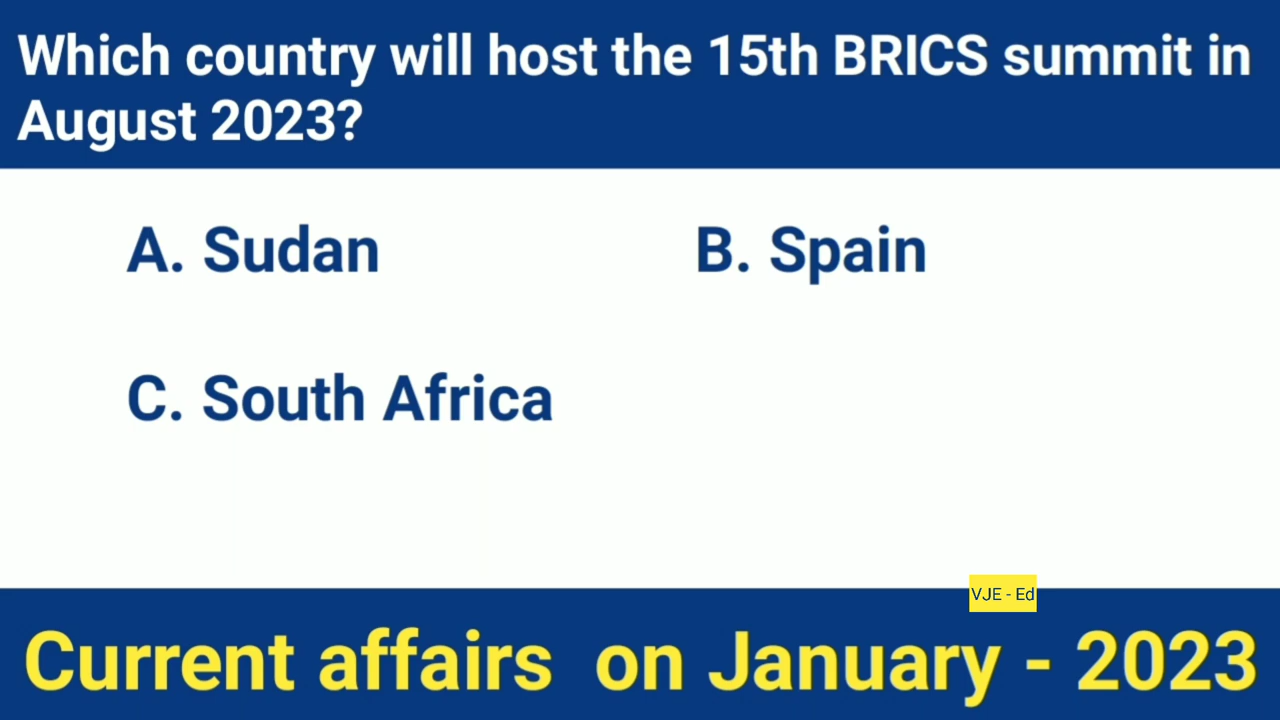 Which country will host the 15th BRICS summit in
August 2023?
A. Sudan
B. Spain
C. South Africa
VJE - Ed
Current affairs on January - 2023